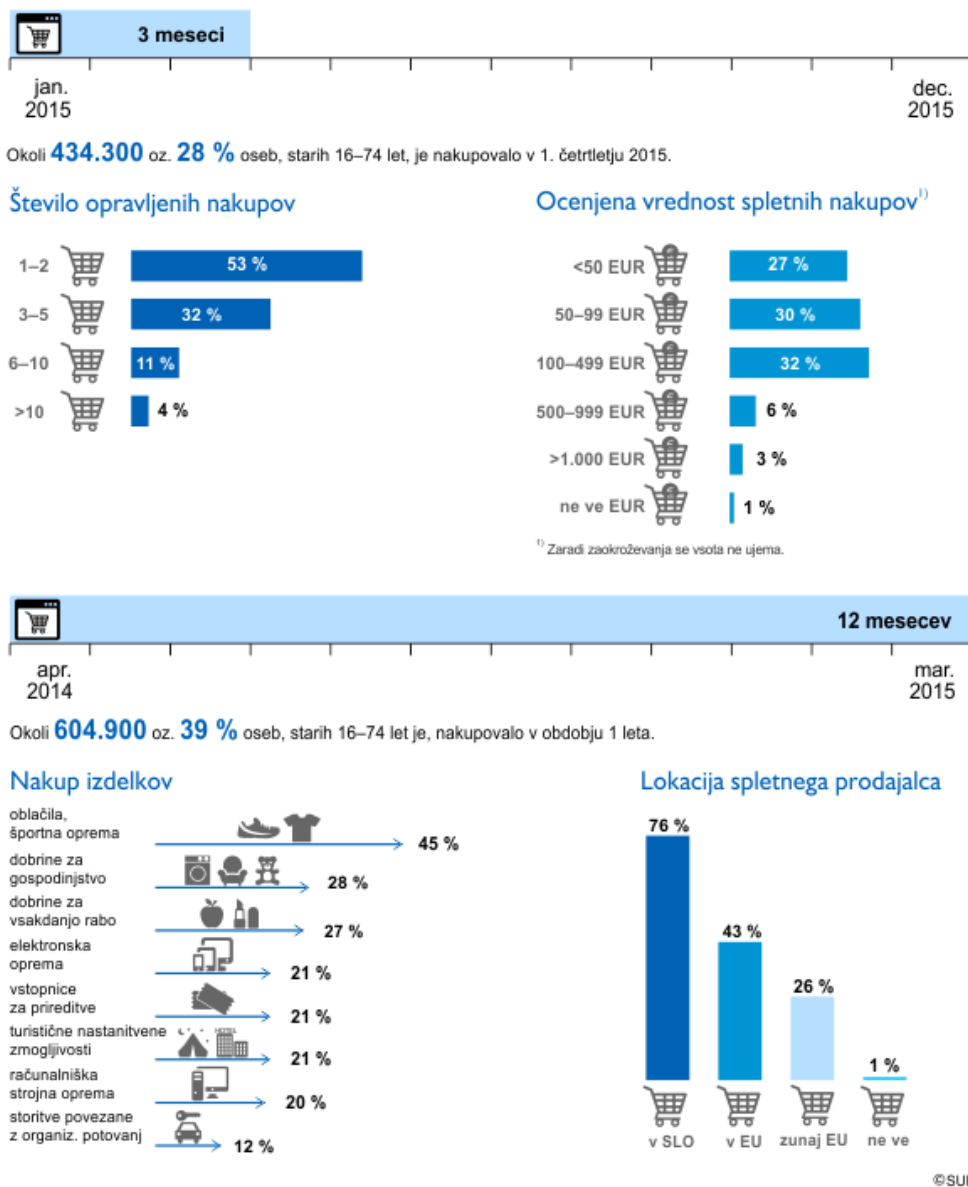 3 meseci
jan.
2015
dec.
2015
Okoli 434.300 oz. 28 % oseb, starih 16–74 let, je nakupovalo v 1. četrtletju 2015.
Število opravljenih nakupov
1–2
53 %
3–5
32 %
6–10
11 %
>10
4 %
Ocenjena vrednost spletnih nakupov¹⁾
<50 EUR
27 %
50–99 EUR
30 %
100–499 EUR
32 %
500–999 EUR
6 %
>1.000 EUR
3 %
ne ve EUR
1 %
¹⁾ Zaradi zaokroževanja se vsota ne ujema.
12 mesecev
apr.
2014
mar.
2015
Okoli 604.900 oz. 39 % oseb, starih 16–74 let je, nakupovalo v obdobju 1 leta.
Nakup izdelkov
oblačila,
športna oprema
45 %
dobrine za
gospodinjstvo
28 %
dobrine za
vsakdanjo rabo
27 %
elektronska
oprema
21 %
vstopnice
za prireditve
21 %
turistične nastanitvene
zmogljivosti
HOTEL
21 %
računalniška
strojna oprema
20 %
storitve povezane
z organiz. potovanj
12 %
Lokacija spletnega prodajalca
76 %
43 %
26 %
1 %
v SLO
v EU
zunaj EU
ne ve